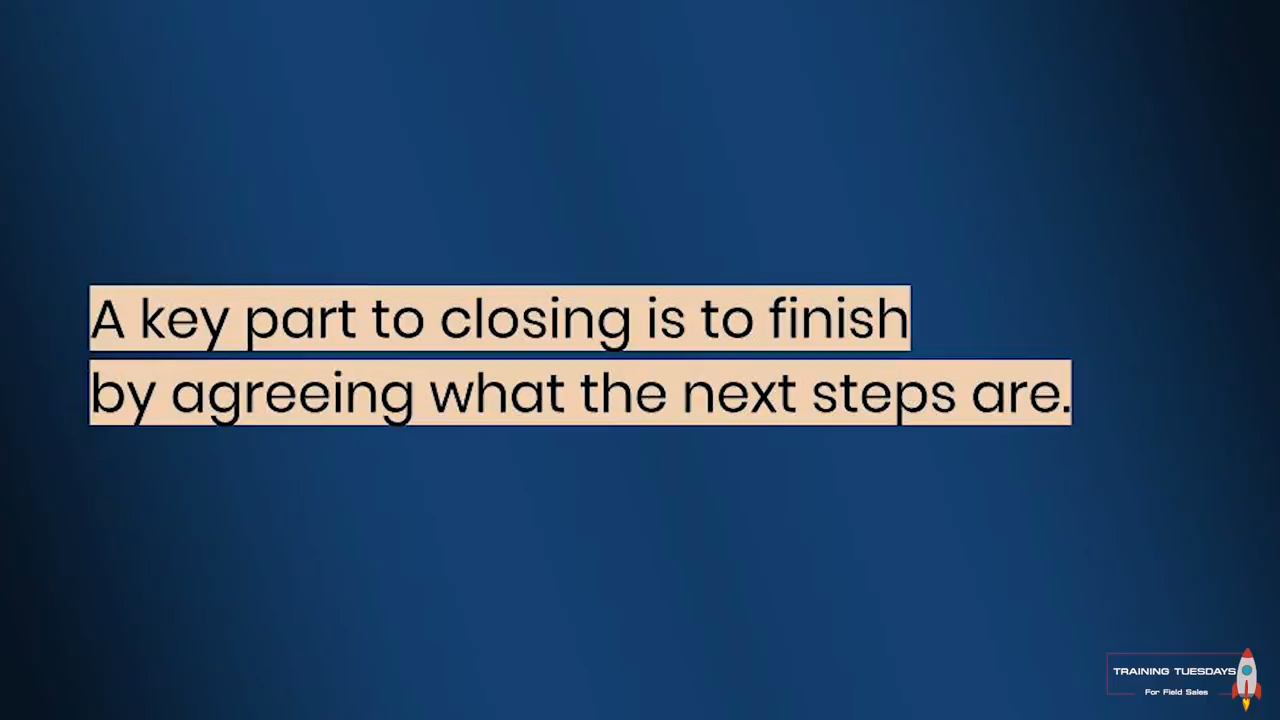 A key part to closing is to finish
by agreeing what the next steps are.
TRAINING TUESDAYS
For Field Sales